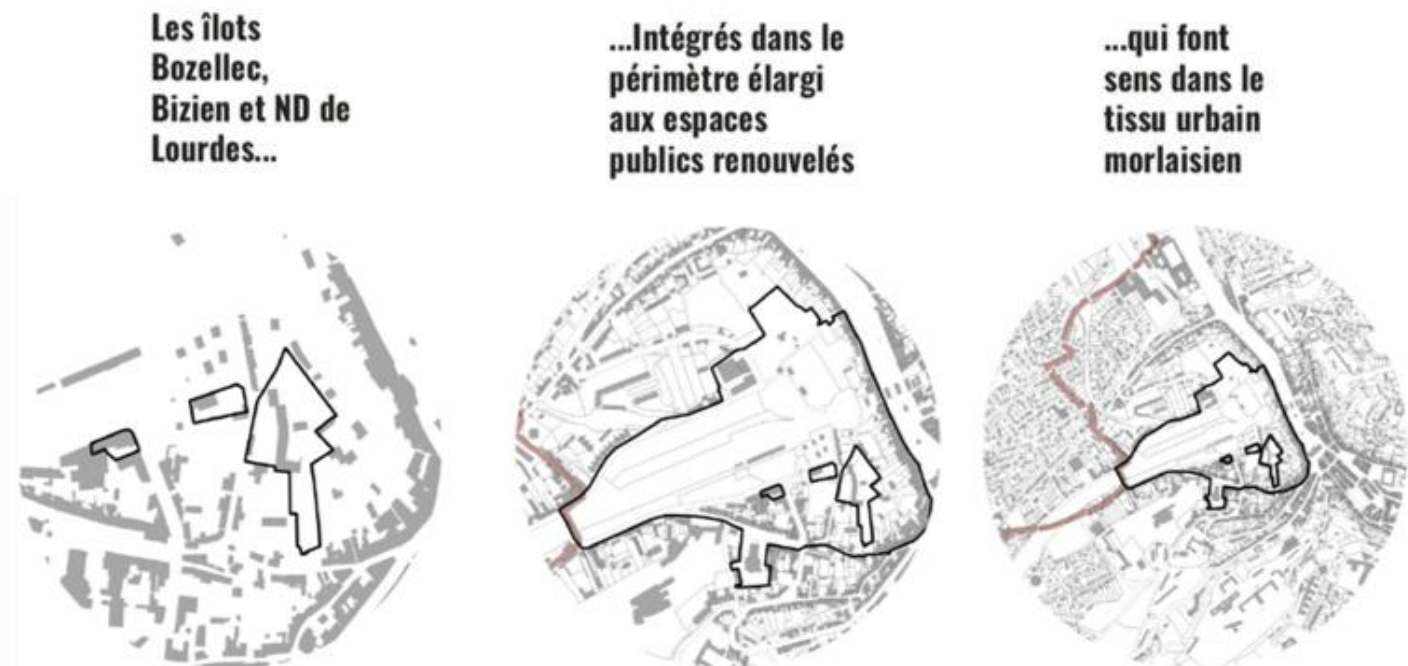 Les îlots
Bozellec,
Bizien et ND de
Lourdes...
...Intégrés dans le
périmètre élargi
aux espaces
publics renouvelés
...qui font
sens dans le
tissu urbain
morlaisien